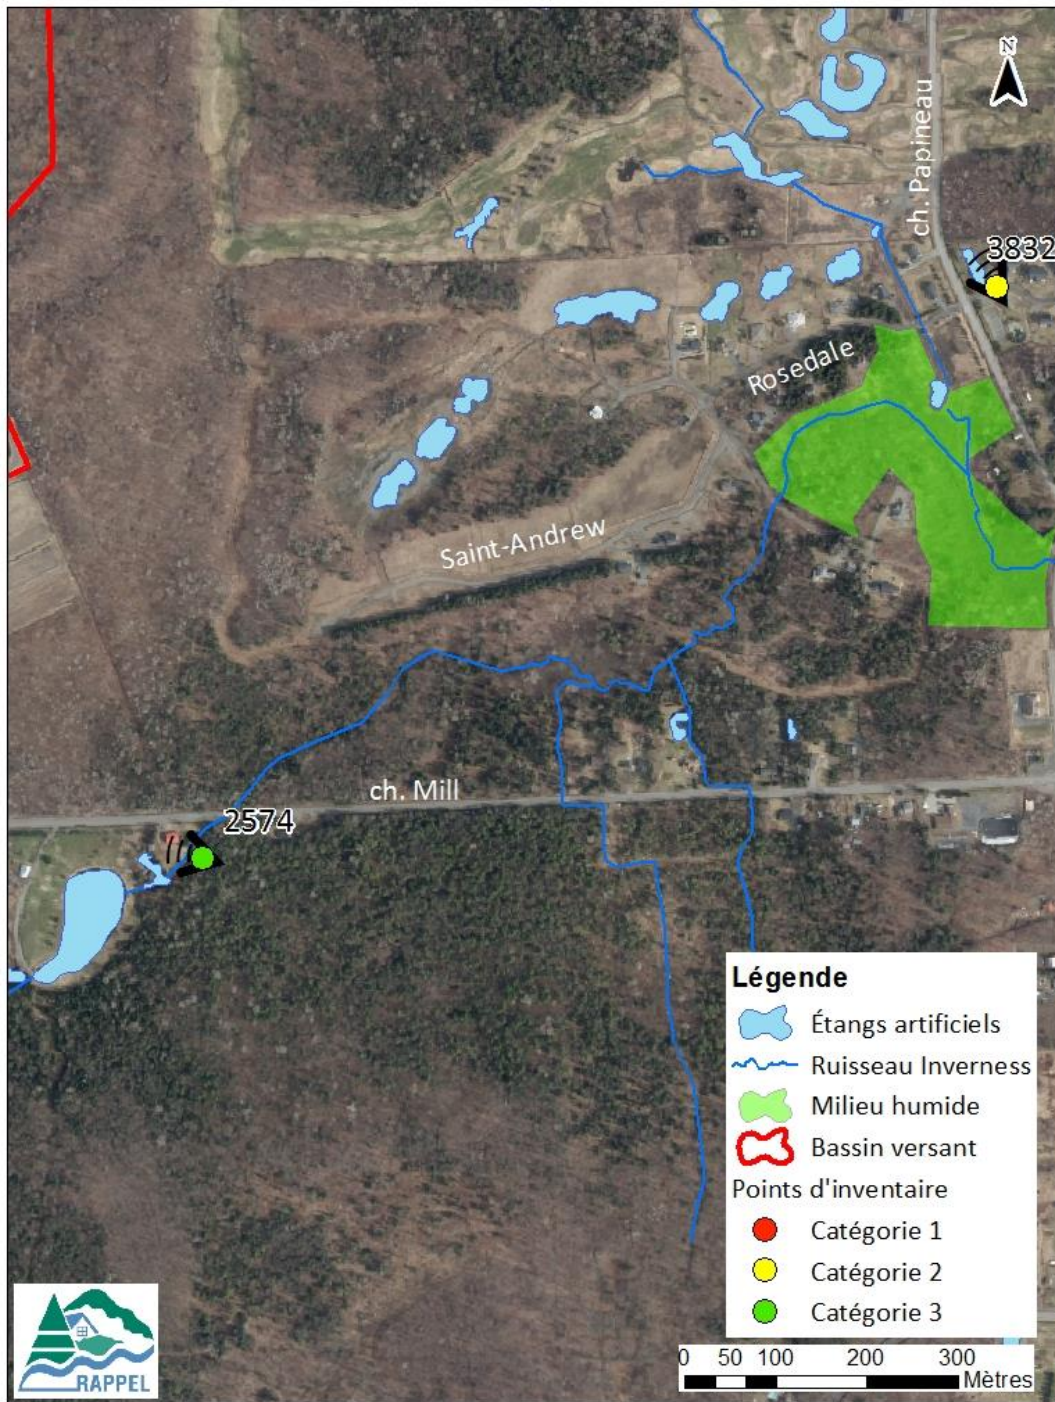 N
ch. Papineau
3832
Rosedale
Saint-Andrew
ch. Mill
2574
Légende
Étangs artificiels
Ruisseau Inverness
Milieu humide
Bassin versant
Points d'inventaire
Catégorie 1
Catégorie 2
Catégorie 3
0 50 100 200 300
Mètres
RAPPEL